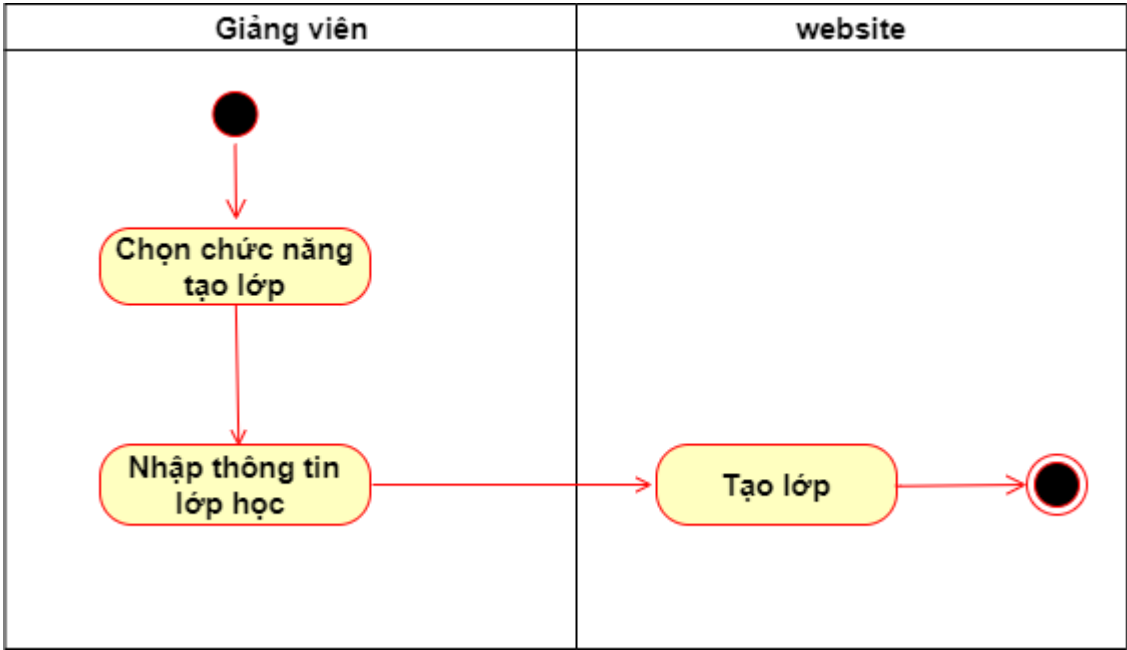 Giảng viên
website
Chọn chức năng
tạo lớp
Nhập thông tin
lớp học
Tạo lớp